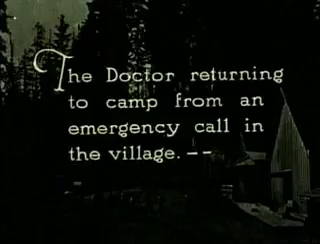 The Doctor returning
to camp from an
emergency call in
the village. --